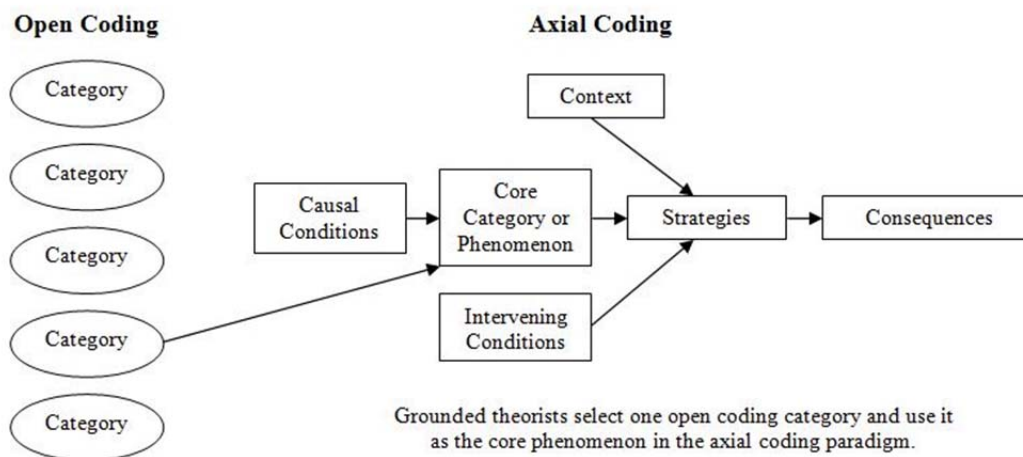 Open Coding
Axial Coding
Category
Category
Category
Category
Category
Context
Causal
Conditions
Core
Category or
Phenomenon
Strategies
Consequences
Intervening
Conditions
Grounded theorists select one open coding category and use it
as the core phenomenon in the axial coding paradigm.